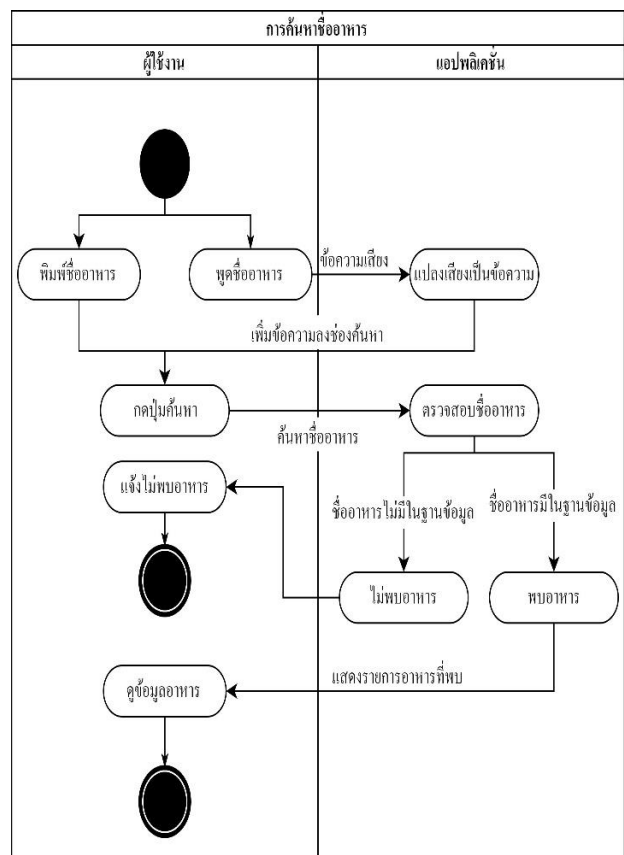 การค้นหาชื่ออาหาร
ผู้ใช้งาน
แอปพลิเคชั่น
พิมพ์ชื่ออาหาร
พูดชื่ออาหาร
ข้อความเสียง
แปลงเสียงเป็นข้อความ
เพิ่มข้อความลงช่องค้นหา
กดปุ่มค้นหา
ค้นหาชื่ออาหาร
ตรวจสอบชื่ออาหาร
แจ้งไม่พบอาหาร
ชื่ออาหารไม่มีในฐานข้อมูล
ชื่ออาหารมีในฐานข้อมูล
ไม่พบอาหาร
พบอาหาร
แสดงรายการอาหารที่พบ
ดูข้อมูลอาหาร